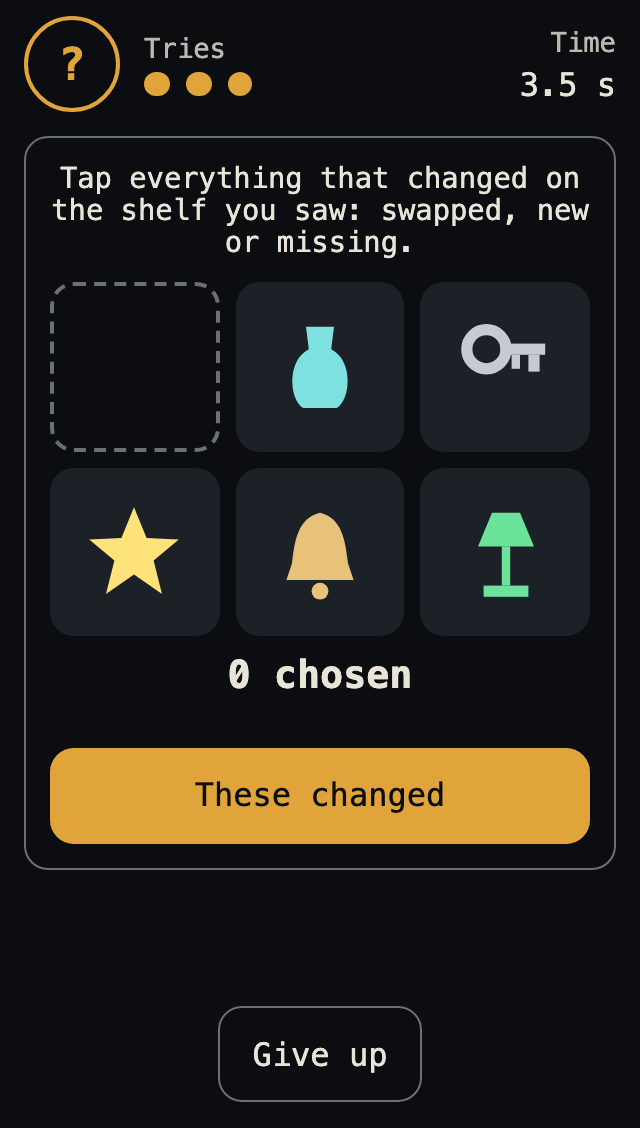 ?
Tries
Time
3.5 s
Tap everything that changed on
the shelf you saw: swapped, new
or missing.
0 chosen
These changed
Give up